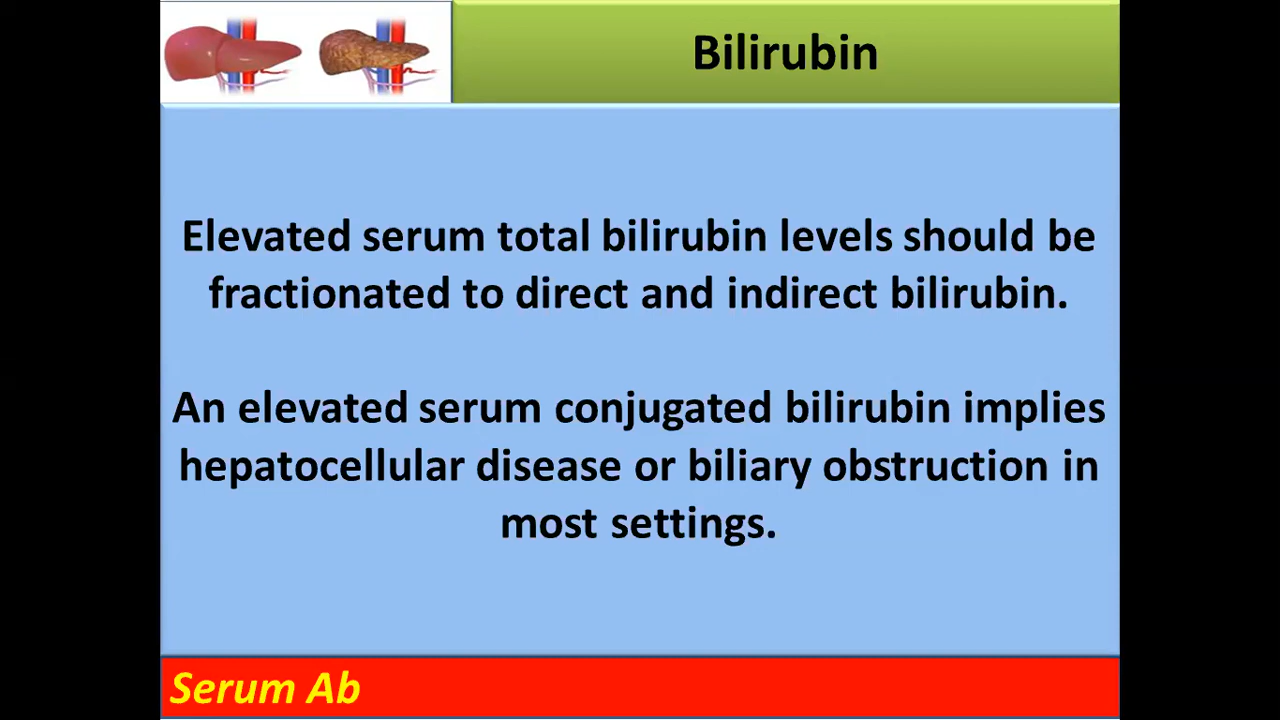 Bilirubin
Elevated serum total bilirubin levels should be
fractionated to direct and indirect bilirubin.
An elevated serum conjugated bilirubin implies
hepatocellular disease or biliary obstruction in
most settings.
Serum Ab